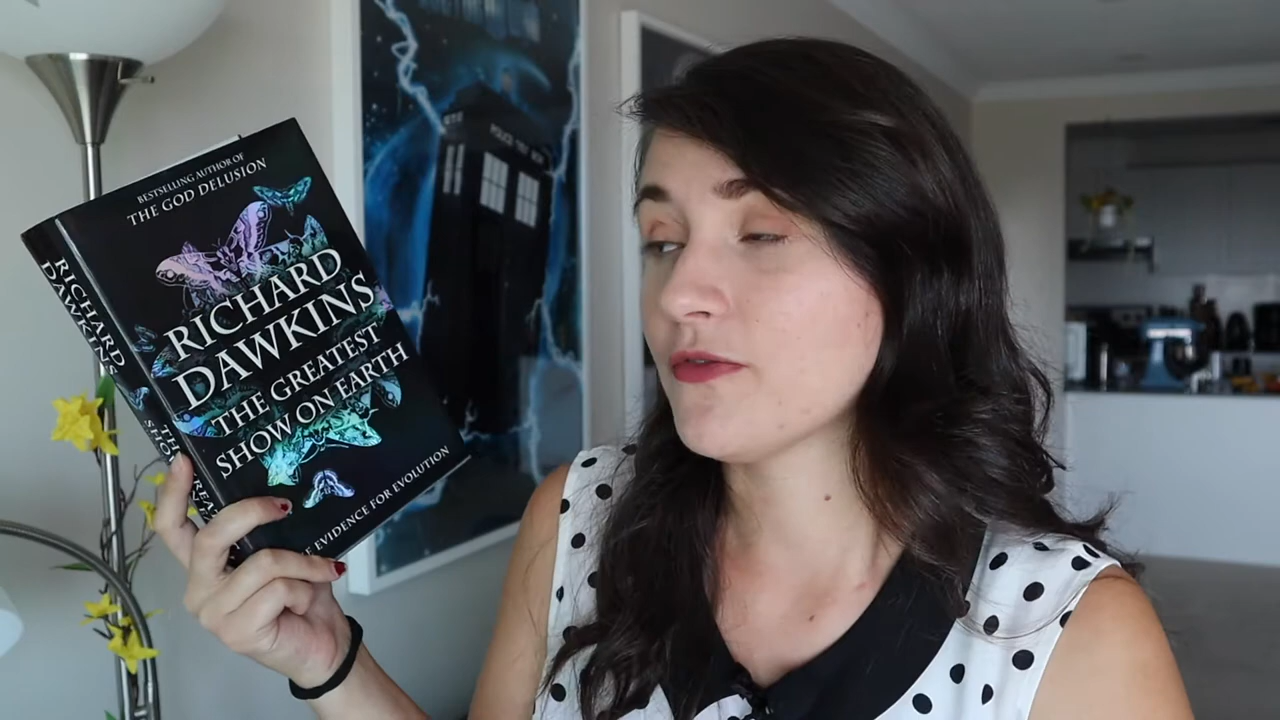 BESTSELLING AUTHOR OF
THE GOD DELUSION
RICHARD
DAWKINS
THE GREATEST
SHOW ON EARTH
EVIDENCE FOR EVOLUTION
RICHARD
DAWKINS
POLICE
BOX